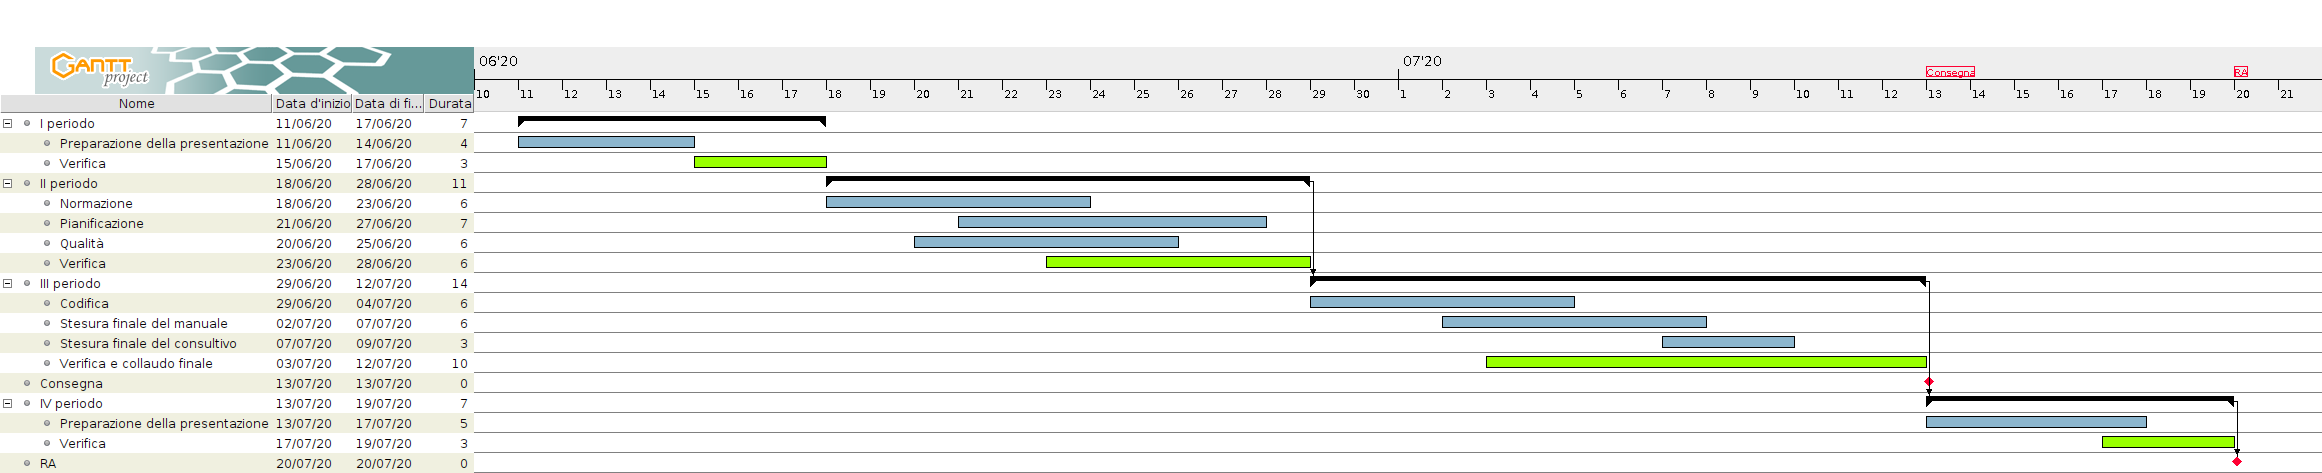 GANTT project
06'20 07'20
Consegna RA
10 11 12 13 14 15 16 17 18 19 20 21 22 23 24 25 26 27 28 29 30 1 2 3 4 5 6 7 8 9 10 11 12 13 14 15 16 17 18 19 20 21
Nome Data d'inizio Data di fi... Durata
I periodo 11/06/20 17/06/20 7
Preparazione della presentazione 11/06/20 14/06/20 4
Verifica 15/06/20 17/06/20 3
II periodo 18/06/20 28/06/20 11
Normazione 18/06/20 23/06/20 6
Pianificazione 21/06/20 27/06/20 7
Qualità 20/06/20 25/06/20 6
Verifica 23/06/20 28/06/20 6
III periodo 29/06/20 12/07/20 14
Codifica 29/06/20 04/07/20 6
Stesura finale del manuale 02/07/20 07/07/20 6
Stesura finale del consultivo 07/07/20 09/07/20 3
Verifica e collaudo finale 03/07/20 12/07/20 10
Consegna 13/07/20 13/07/20 0
IV periodo 13/07/20 19/07/20 7
Preparazione della presentazione 13/07/20 17/07/20 5
Verifica 17/07/20 19/07/20 3
RA 20/07/20 20/07/20 0